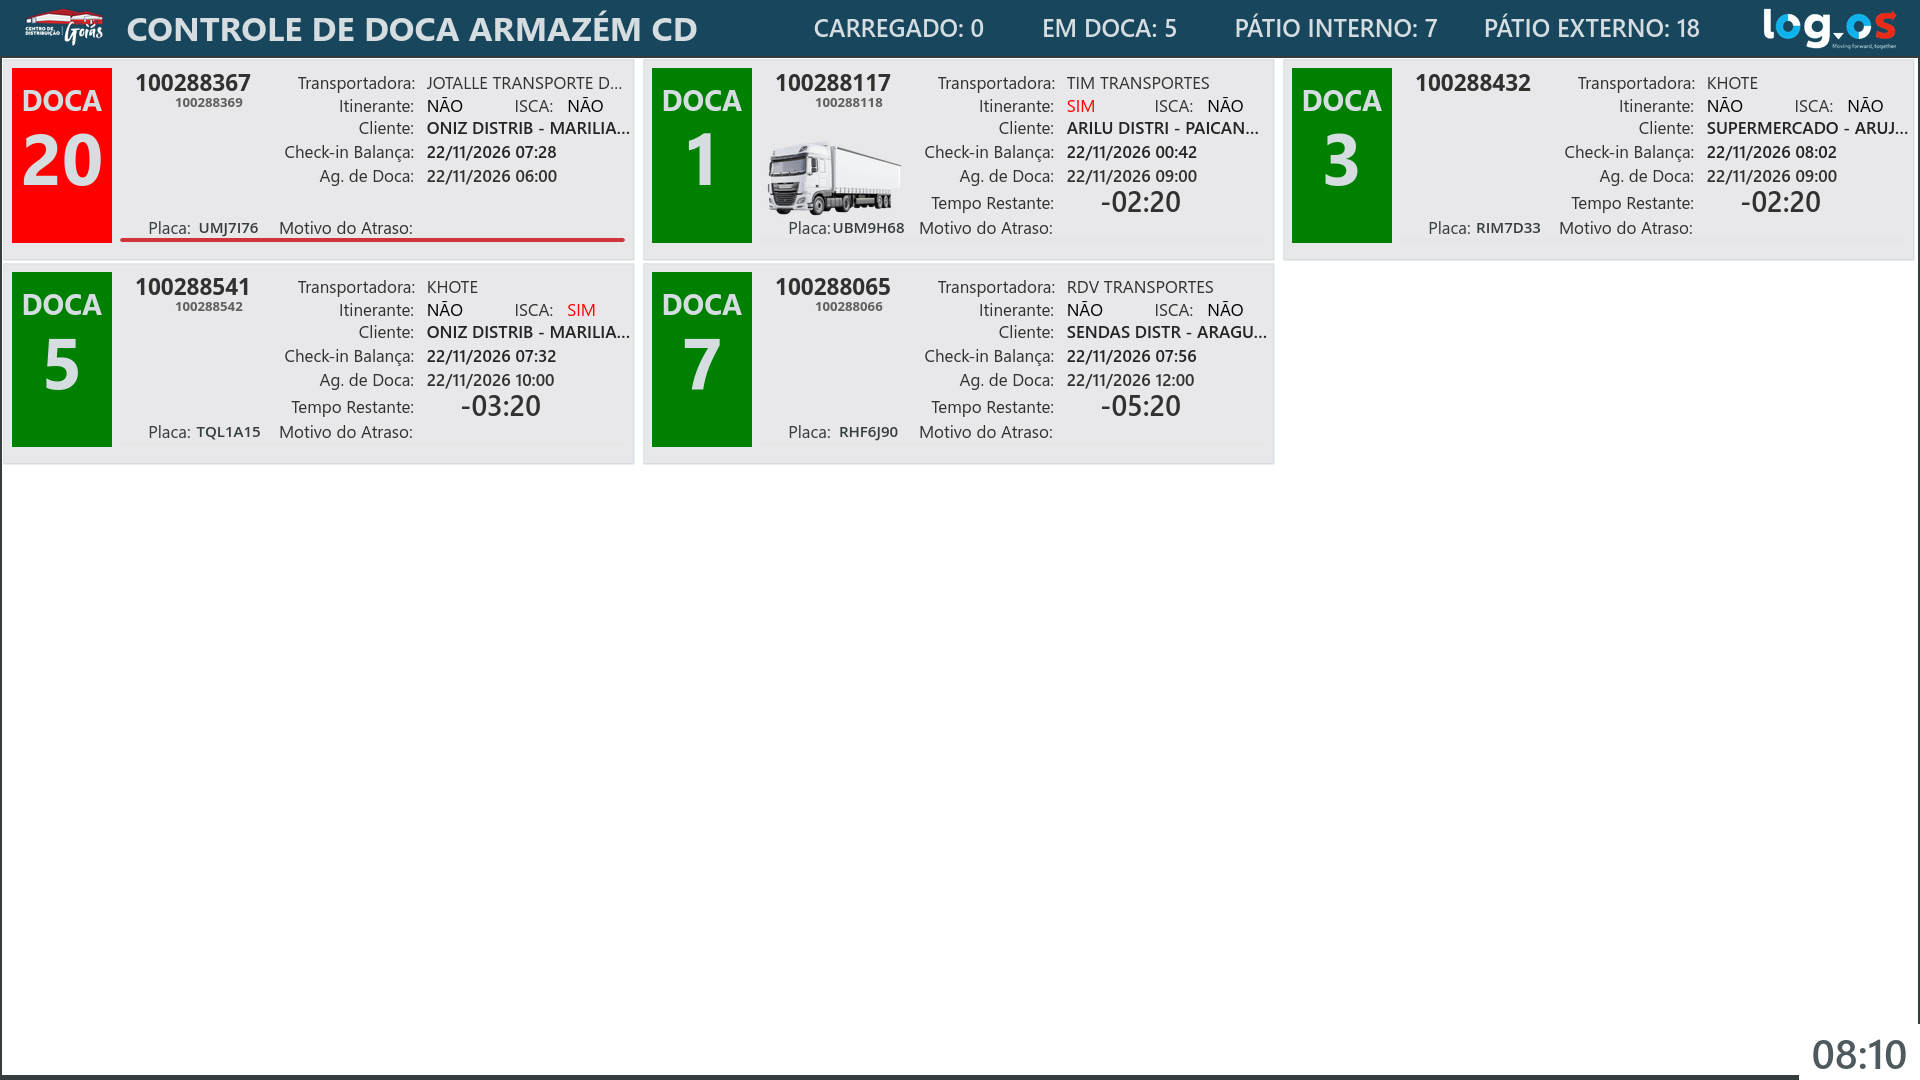 CENTRO DE
DISTRIBUIÇÃO
Goiás
CONTROLE DE DOCA ARMAZÉM CD
CARREGADO: 0
EM DOCA: 5
PÁTIO INTERNO: 7
PÁTIO EXTERNO: 18
log.os
Moving forward, together
DOCA
20
100288367
100288369
Transportadora: JOTALLE TRANSPORTE D...
Itinerante: NÃO ISCA: NÃO
Cliente: ONIZ DISTRIB - MARILIA...
Check-in Balança: 22/11/2026 07:28
Ag. de Doca: 22/11/2026 06:00
Placa: UMJ7I76 Motivo do Atraso:
DOCA
1
100288117
100288118
Transportadora: TIM TRANSPORTES
Itinerante: SIM ISCA: NÃO
Cliente: ARILU DISTRI - PAICAN...
Check-in Balança: 22/11/2026 00:42
Ag. de Doca: 22/11/2026 09:00
Tempo Restante: -02:20
Placa: UBM9H68 Motivo do Atraso:
DOCA
3
100288432
Transportadora: KHOTE
Itinerante: NÃO ISCA: NÃO
Cliente: SUPERMERCADO - ARUJ...
Check-in Balança: 22/11/2026 08:02
Ag. de Doca: 22/11/2026 09:00
Tempo Restante: -02:20
Placa: RIM7D33 Motivo do Atraso:
DOCA
5
100288541
100288542
Transportadora: KHOTE
Itinerante: NÃO ISCA: SIM
Cliente: ONIZ DISTRIB - MARILIA...
Check-in Balança: 22/11/2026 07:32
Ag. de Doca: 22/11/2026 10:00
Tempo Restante: -03:20
Placa: TQL1A15 Motivo do Atraso:
DOCA
7
100288065
100288066
Transportadora: RDV TRANSPORTES
Itinerante: NÃO ISCA: NÃO
Cliente: SENDAS DISTR - ARAGU...
Check-in Balança: 22/11/2026 07:56
Ag. de Doca: 22/11/2026 12:00
Tempo Restante: -05:20
Placa: RHF6J90 Motivo do Atraso:
08:10